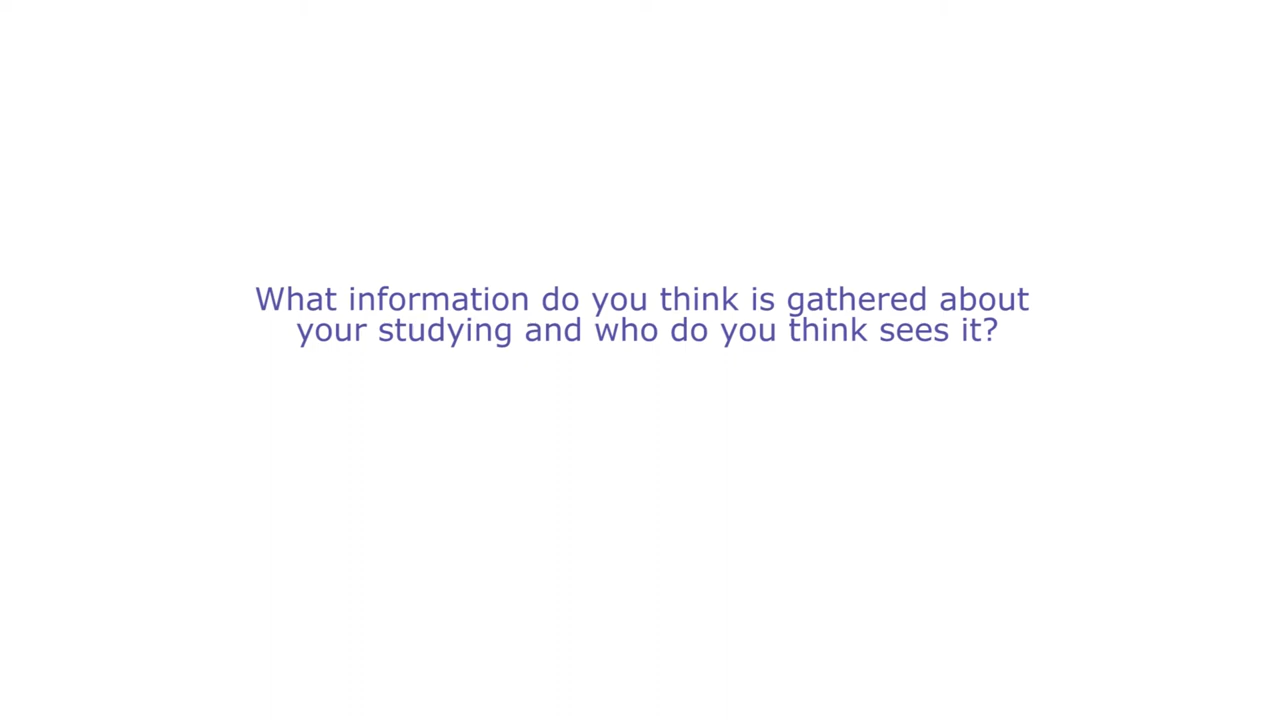 What information do you think is gathered about
your studying and who do you think sees it?